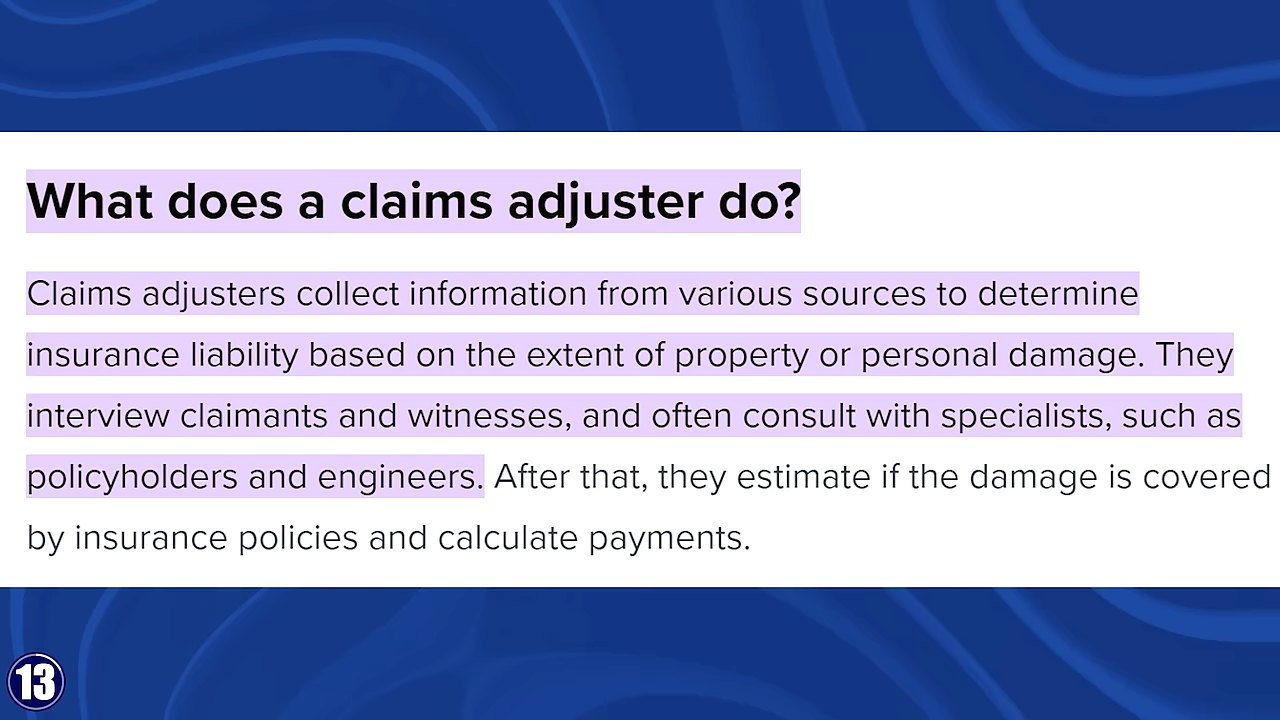 What does a claims adjuster do?
Claims adjusters collect information from various sources to determine
insurance liability based on the extent of property or personal damage. They
interview claimants and witnesses, and often consult with specialists, such as
policyholders and engineers. After that, they estimate if the damage is covered
by insurance policies and calculate payments.
13